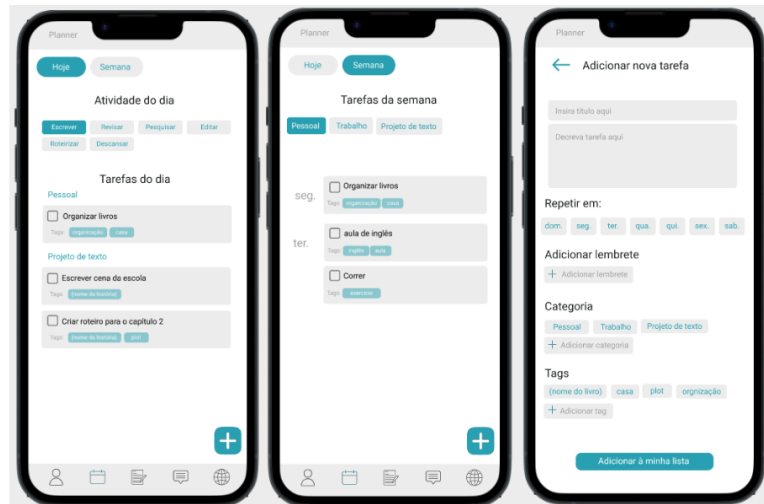 Planner
Hoje Semana
Atividade do dia
Escrever Revisar Pesquisar Editar
Roteirizar Descansar
Tarefas do dia
Pessoal
Organizar livros
Tags: organização casa
Projeto de texto
Escrever cena da escola
Tags: (nome da história)
Criar roteiro para o capítulo 2
Tags: (nome da história) plot
Planner
Hoje Semana
Tarefas da semana
Pessoal Trabalho Projeto de texto
seg.
Organizar livros
Tags: organização casa
ter.
aula de inglês
Tags: inglês aula
Correr
Tags: exercício
Planner
Adicionar nova tarefa
Insira título aqui
Decreva tarefa aqui
Repetir em:
dom. seg. ter. qua. qui. sex. sab.
Adicionar lembrete
+ Adicionar lembrete
Categoria
Pessoal Trabalho Projeto de texto
+ Adicionar categoria
Tags
(nome do livro) casa plot orgnização
+ Adicionar tag
Adicionar à minha lista